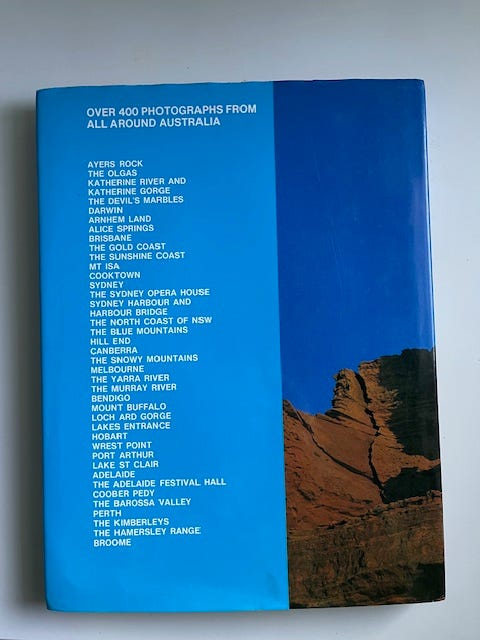 OVER 400 PHOTOGRAPHS FROM
ALL AROUND AUSTRALIA
AYERS ROCK
THE OLGAS
KATHERINE RIVER AND
KATHERINE GORGE
THE DEVIL'S MARBLES
DARWIN
ARNHEM LAND
ALICE SPRINGS
BRISBANE
THE GOLD COAST
THE SUNSHINE COAST
MT ISA
COOKTOWN
SYDNEY
THE SYDNEY OPERA HOUSE
SYDNEY HARBOUR AND
HARBOUR BRIDGE
THE NORTH COAST OF NSW
THE BLUE MOUNTAINS
HILL END
CANBERRA
THE SNOWY MOUNTAINS
MELBOURNE
THE YARRA RIVER
THE MURRAY RIVER
BENDIGO
MOUNT BUFFALO
LOCH ARD GORGE
LAKES ENTRANCE
HOBART
WREST POINT
PORT ARTHUR
LAKE ST CLAIR
ADELAIDE
THE ADELAIDE FESTIVAL HALL
COOBER PEDY
THE BAROSSA VALLEY
PERTH
THE KIMBERLEYS
THE HAMERSLEY RANGE
BROOME